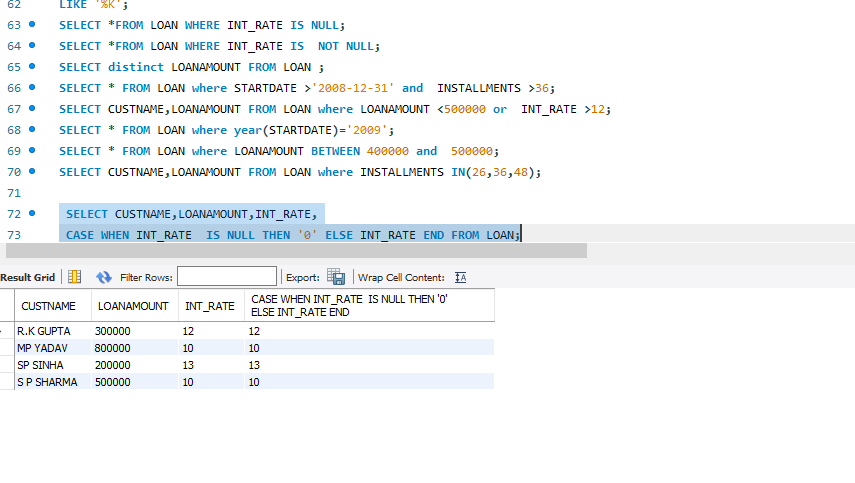 62 LIKE '%K';
63 SELECT *FROM LOAN WHERE INT_RATE IS NULL;
64 SELECT *FROM LOAN WHERE INT_RATE IS  NOT NULL;
65 SELECT distinct LOANAMOUNT FROM LOAN ;
66 SELECT * FROM LOAN where STARTDATE >'2008-12-31' and  INSTALLMENTS >36;
67 SELECT CUSTNAME,LOANAMOUNT FROM LOAN where LOANAMOUNT <500000 or  INT_RATE >12;
68 SELECT * FROM LOAN where year(STARTDATE)='2009';
69 SELECT * FROM LOAN where LOANAMOUNT BETWEEN 400000 and  500000;
70 SELECT CUSTNAME,LOANAMOUNT FROM LOAN where INSTALLMENTS IN(26,36,48);
71
72 SELECT CUSTNAME,LOANAMOUNT,INT_RATE,
73 CASE WHEN INT_RATE  IS NULL THEN '0' ELSE INT_RATE END FROM LOAN;
Result Grid Filter Rows: Export: Wrap Cell Content:
CUSTNAME LOANAMOUNT INT_RATE CASE WHEN INT_RATE  IS NULL THEN '0'
ELSE INT_RATE END
R.K GUPTA 300000 12 12
MP YADAV 800000 10 10
SP SINHA 200000 13 13
S P SHARMA 500000 10 10